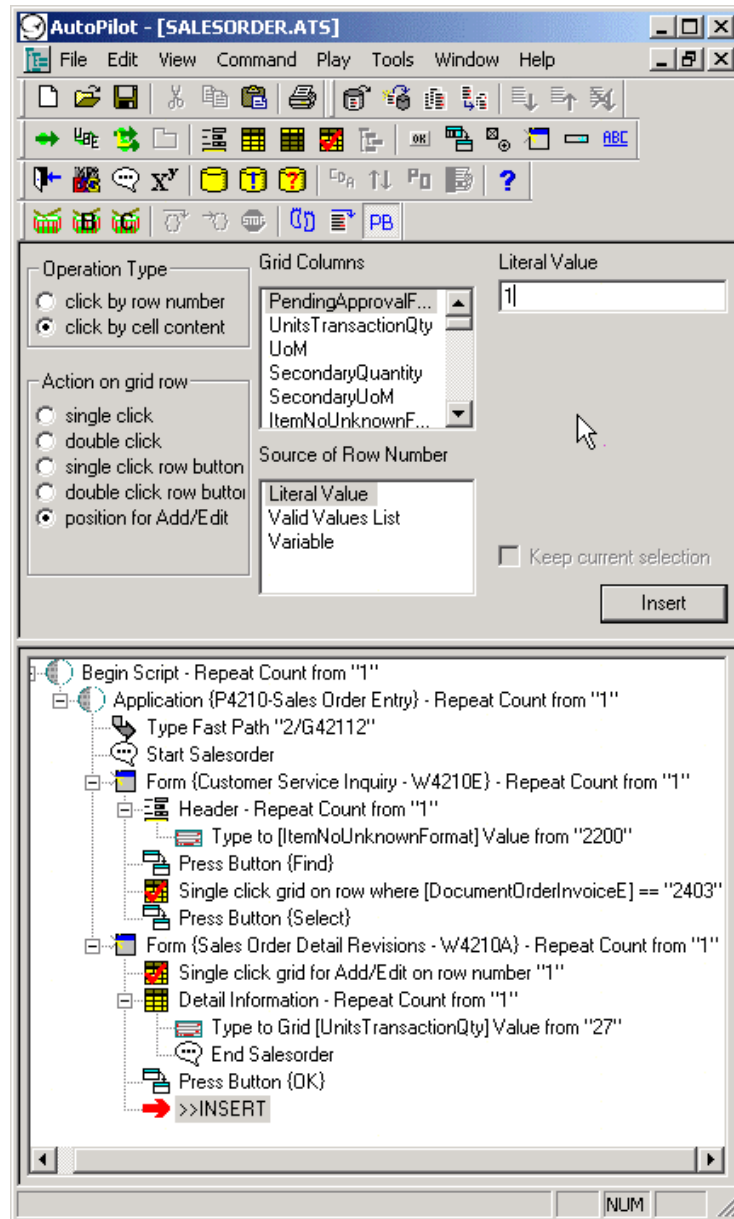 AutoPilot - [SALESORDER.ATS]
File Edit View Command Play Tools Window Help
OK
ABC
UBE
X^y
?
B C
STOP
PB
Operation Type
click by row number
click by cell content
Action on grid row
single click
double click
single click row button
double click row buttor
position for Add/Edit
Grid Columns
PendingApprovalF...
UnitsTransactionQty
UoM
SecondaryQuantity
SecondaryUoM
ItemNoUnknownF...
Source of Row Number
Literal Value
Valid Values List
Variable
Literal Value
1
Keep current selection
Insert
Begin Script - Repeat Count from "1"
Application {P4210-Sales Order Entry} - Repeat Count from "1"
Type Fast Path "2/G42112"
Start Salesorder
Form {Customer Service Inquiry - W4210E} - Repeat Count from "1"
Header - Repeat Count from "1"
Type to [ItemNoUnknownFormat] Value from "2200"
Press Button {Find}
Single click grid on row where [DocumentOrderInvoiceE] == "2403"
Press Button {Select}
Form {Sales Order Detail Revisions - W4210A} - Repeat Count from "1"
Single click grid for Add/Edit on row number "1"
Detail Information - Repeat Count from "1"
Type to Grid [UnitsTransactionQty] Value from "27"
End Salesorder
Press Button {OK}
>>INSERT
NUM